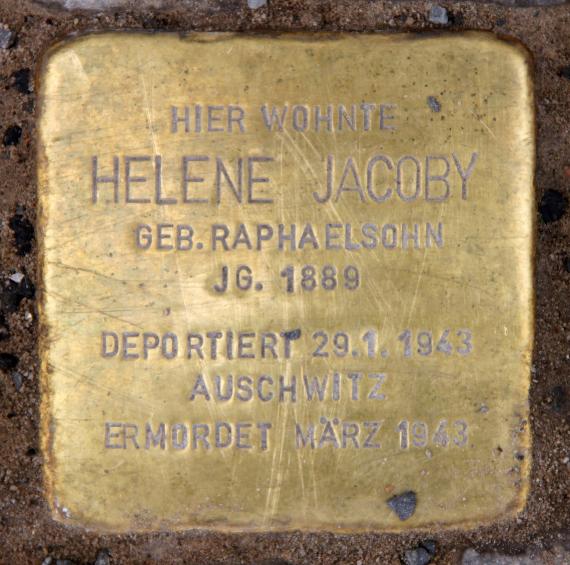 HIER WOHNTE
HELENE JACOBY
GEB. RAPHAELSOHN
JG. 1889
DEPORTIERT 29.1.1943
AUSCHWITZ
ERMORDET MÄRZ 1943